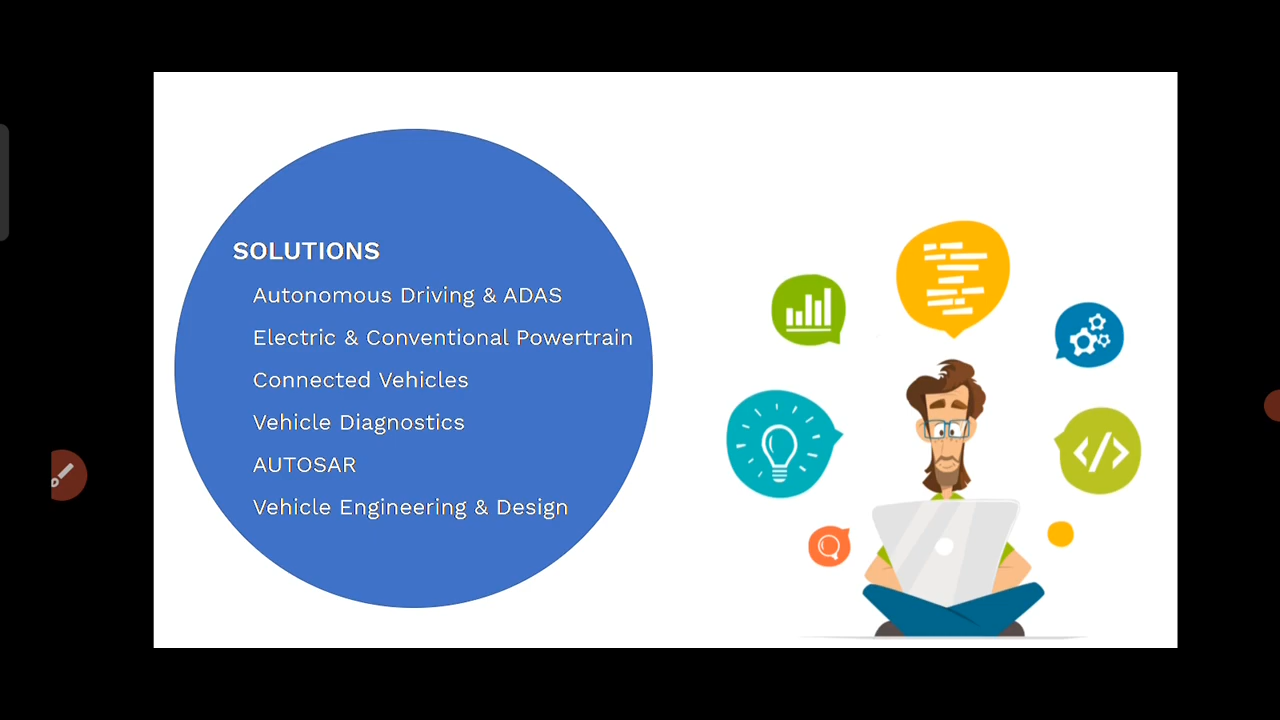 SOLUTIONS
Autonomous Driving & ADAS
Electric & Conventional Powertrain
Connected Vehicles
Vehicle Diagnostics
AUTOSAR
Vehicle Engineering & Design